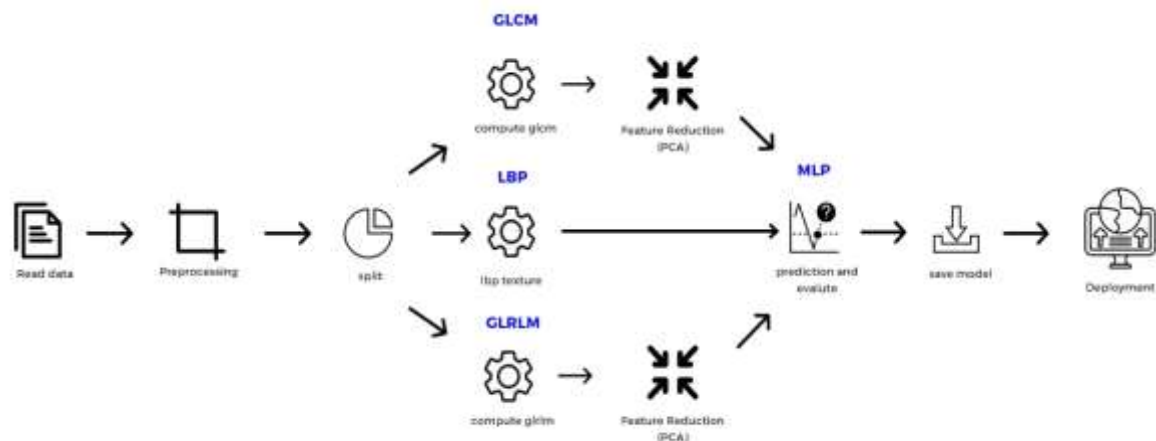 GLCM
compute glcm
Feature Reduction
(PCA)
LBP
MLP
Read data
Preprocessing
split
lbp texture
prediction and
evalute
save model
Deployment
GLRLM
compute glrlm
Feature Reduction
(PCA)